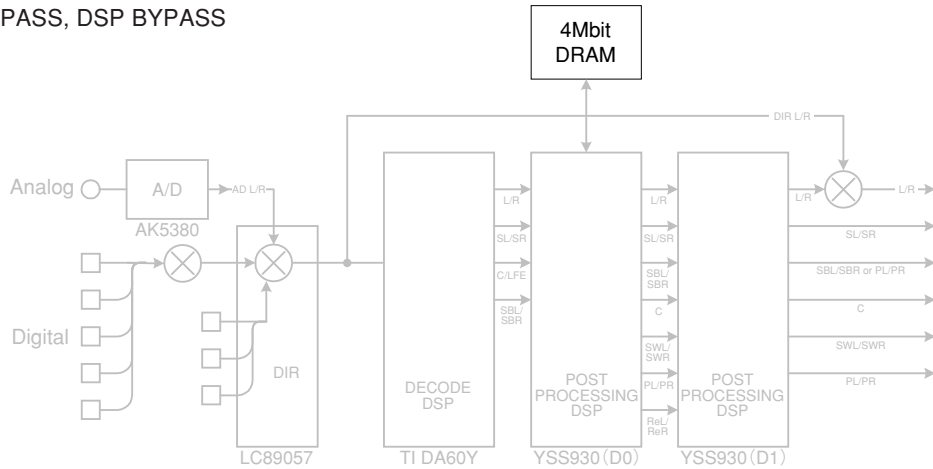 PASS, DSP BYPASS
4Mbit
DRAM
DIR L/R
Analog
A/D
AD L/R
AK5380
L/R
L/R
L/R
L/R
SL/SR
SL/SR
SL/SR
C/LFE
SBL/
SBR
SBL/SBR or PL/PR
SBL/
SBR
C
C
Digital
SWL/
SWR
SWL/SWR
DIR
DECODE
DSP
POST
PROCESSING
DSP
PL/PR
POST
PROCESSING
DSP
PL/PR
ReL/
ReR
LC89057
TI DA60Y
YSS930(D0)
YSS930(D1)